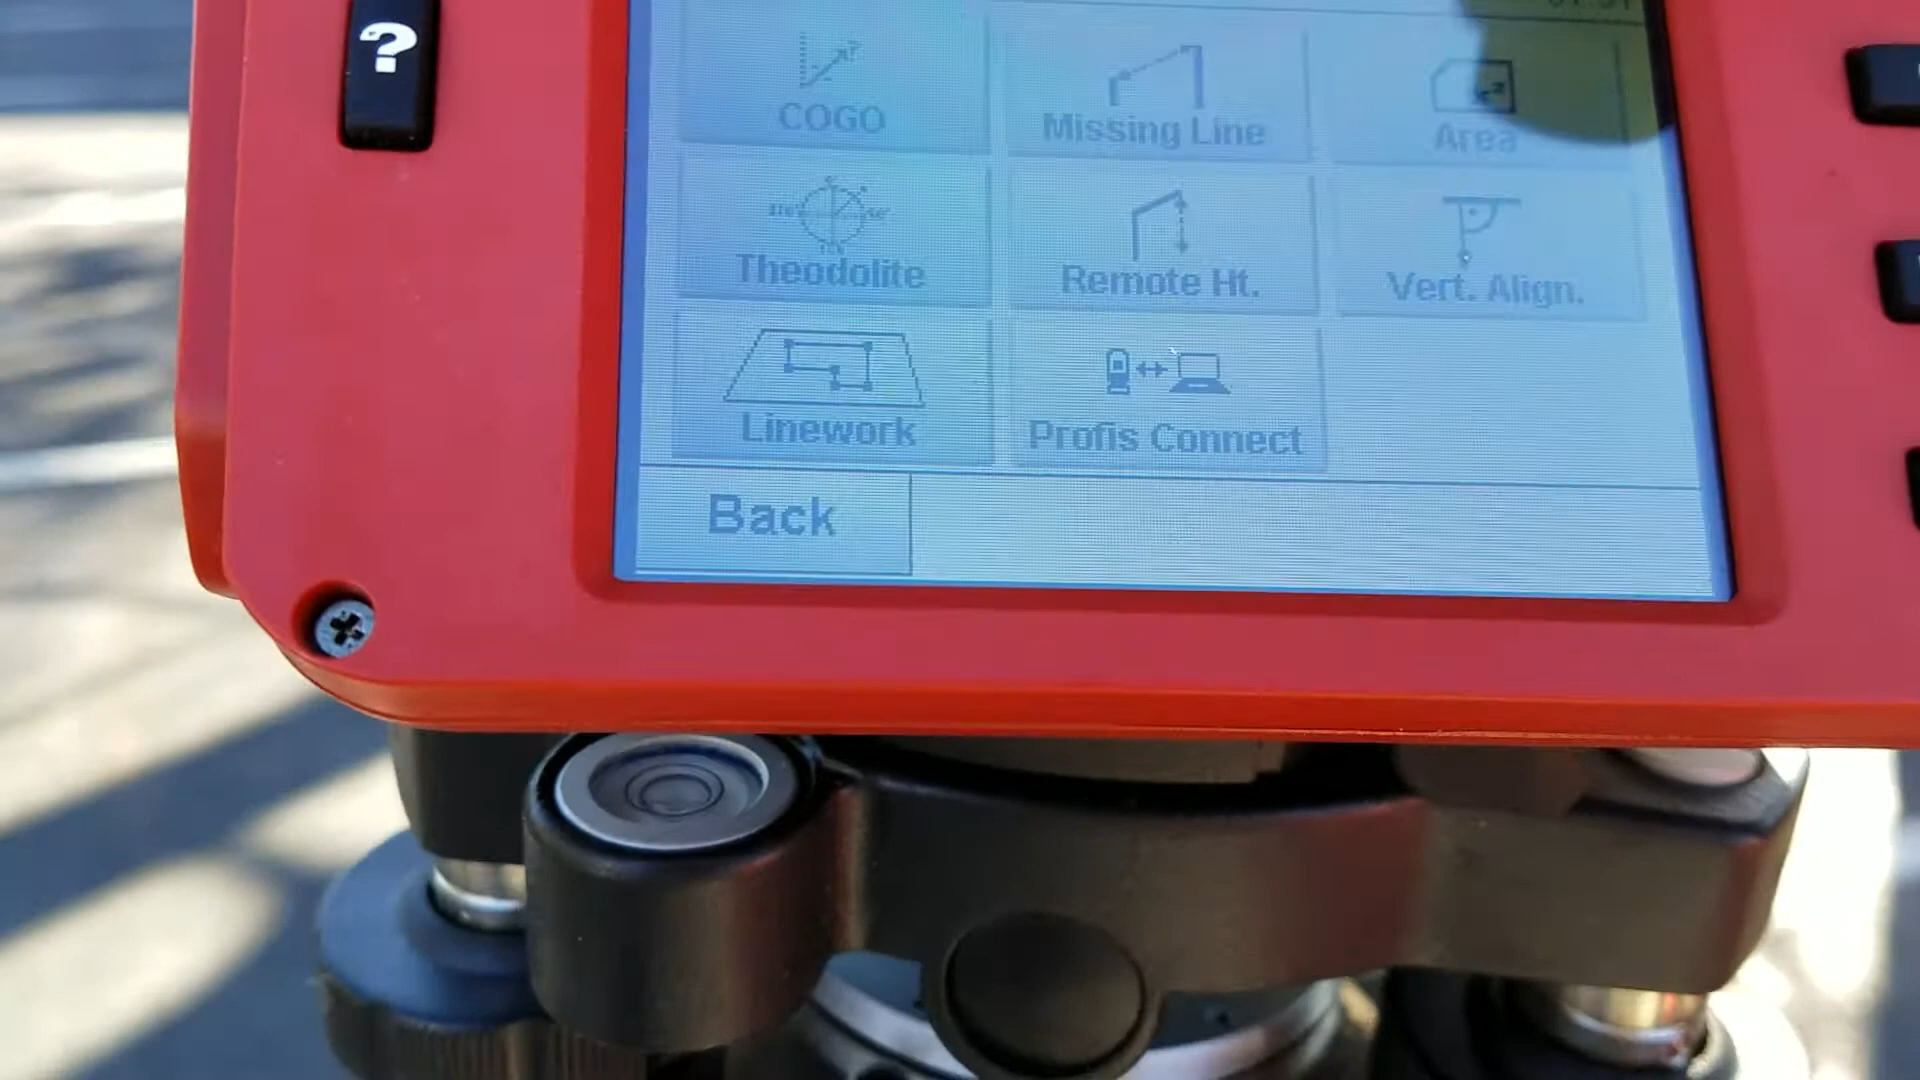 ?
COGO
Missing Line
Area
Theodolite
Remote Ht.
Vert. Align.
Linework
Profis Connect
Back